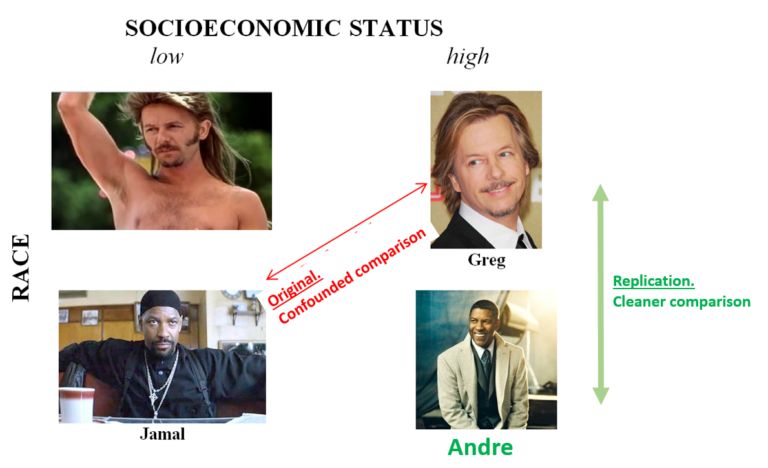 SOCIOECONOMIC STATUS
low
high
RACE
Greg
Original.
Confounded comparison
Replication.
Cleaner comparison
Jamal
Andre